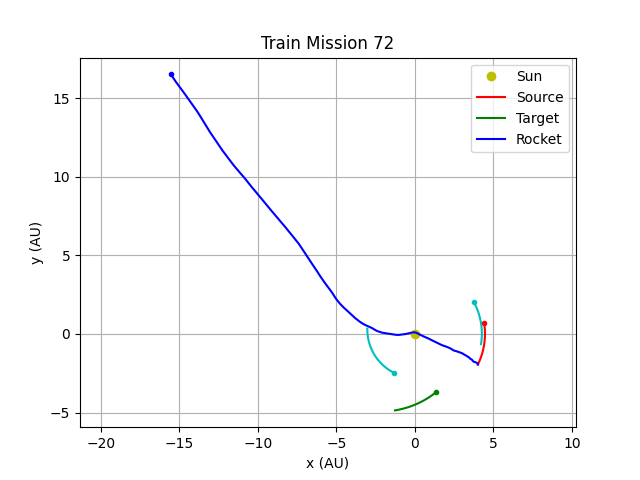 Train Mission 72
Sun
Source
Target
Rocket
15
10
5
0
−5
y (AU)
−20
−15
−10
−5
0
5
10
x (AU)